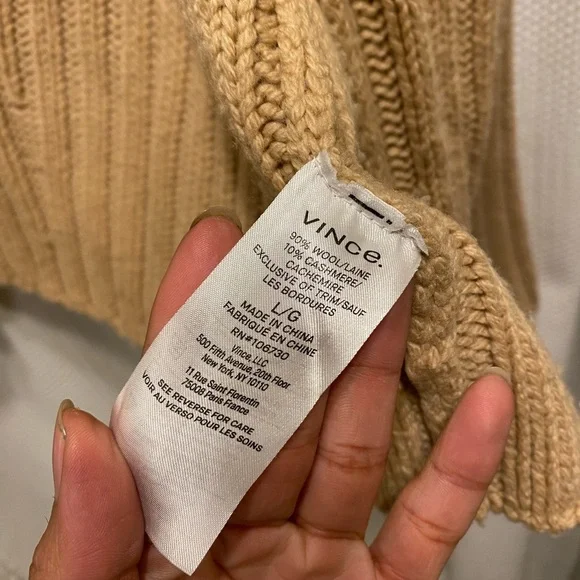 VINCE.
90% WOOL/LAINE
10% CASHMERE/
CACHEMIRE
EXCLUSIVE OF TRIM/SAUF
LES BORDURES
L/G
MADE IN CHINA
FABRIQUÉ EN CHINE
RN#106730
Vince, LLC
500 Fifth Avenue, 20th Floor
New York, NY 10110
11 Rue Saint-Florentin
75008 Paris France
SEE REVERSE FOR CARE
VOIR AU VERSO POUR LES SOINS